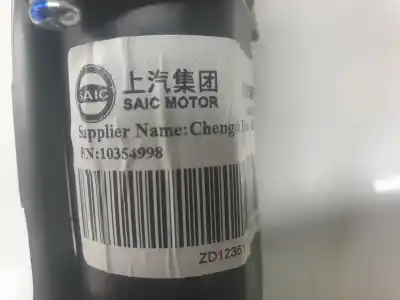 SAIC
上汽集团
SAIC MOTOR
Supplier Name: Chengd
P/N:10354998
ZD12351